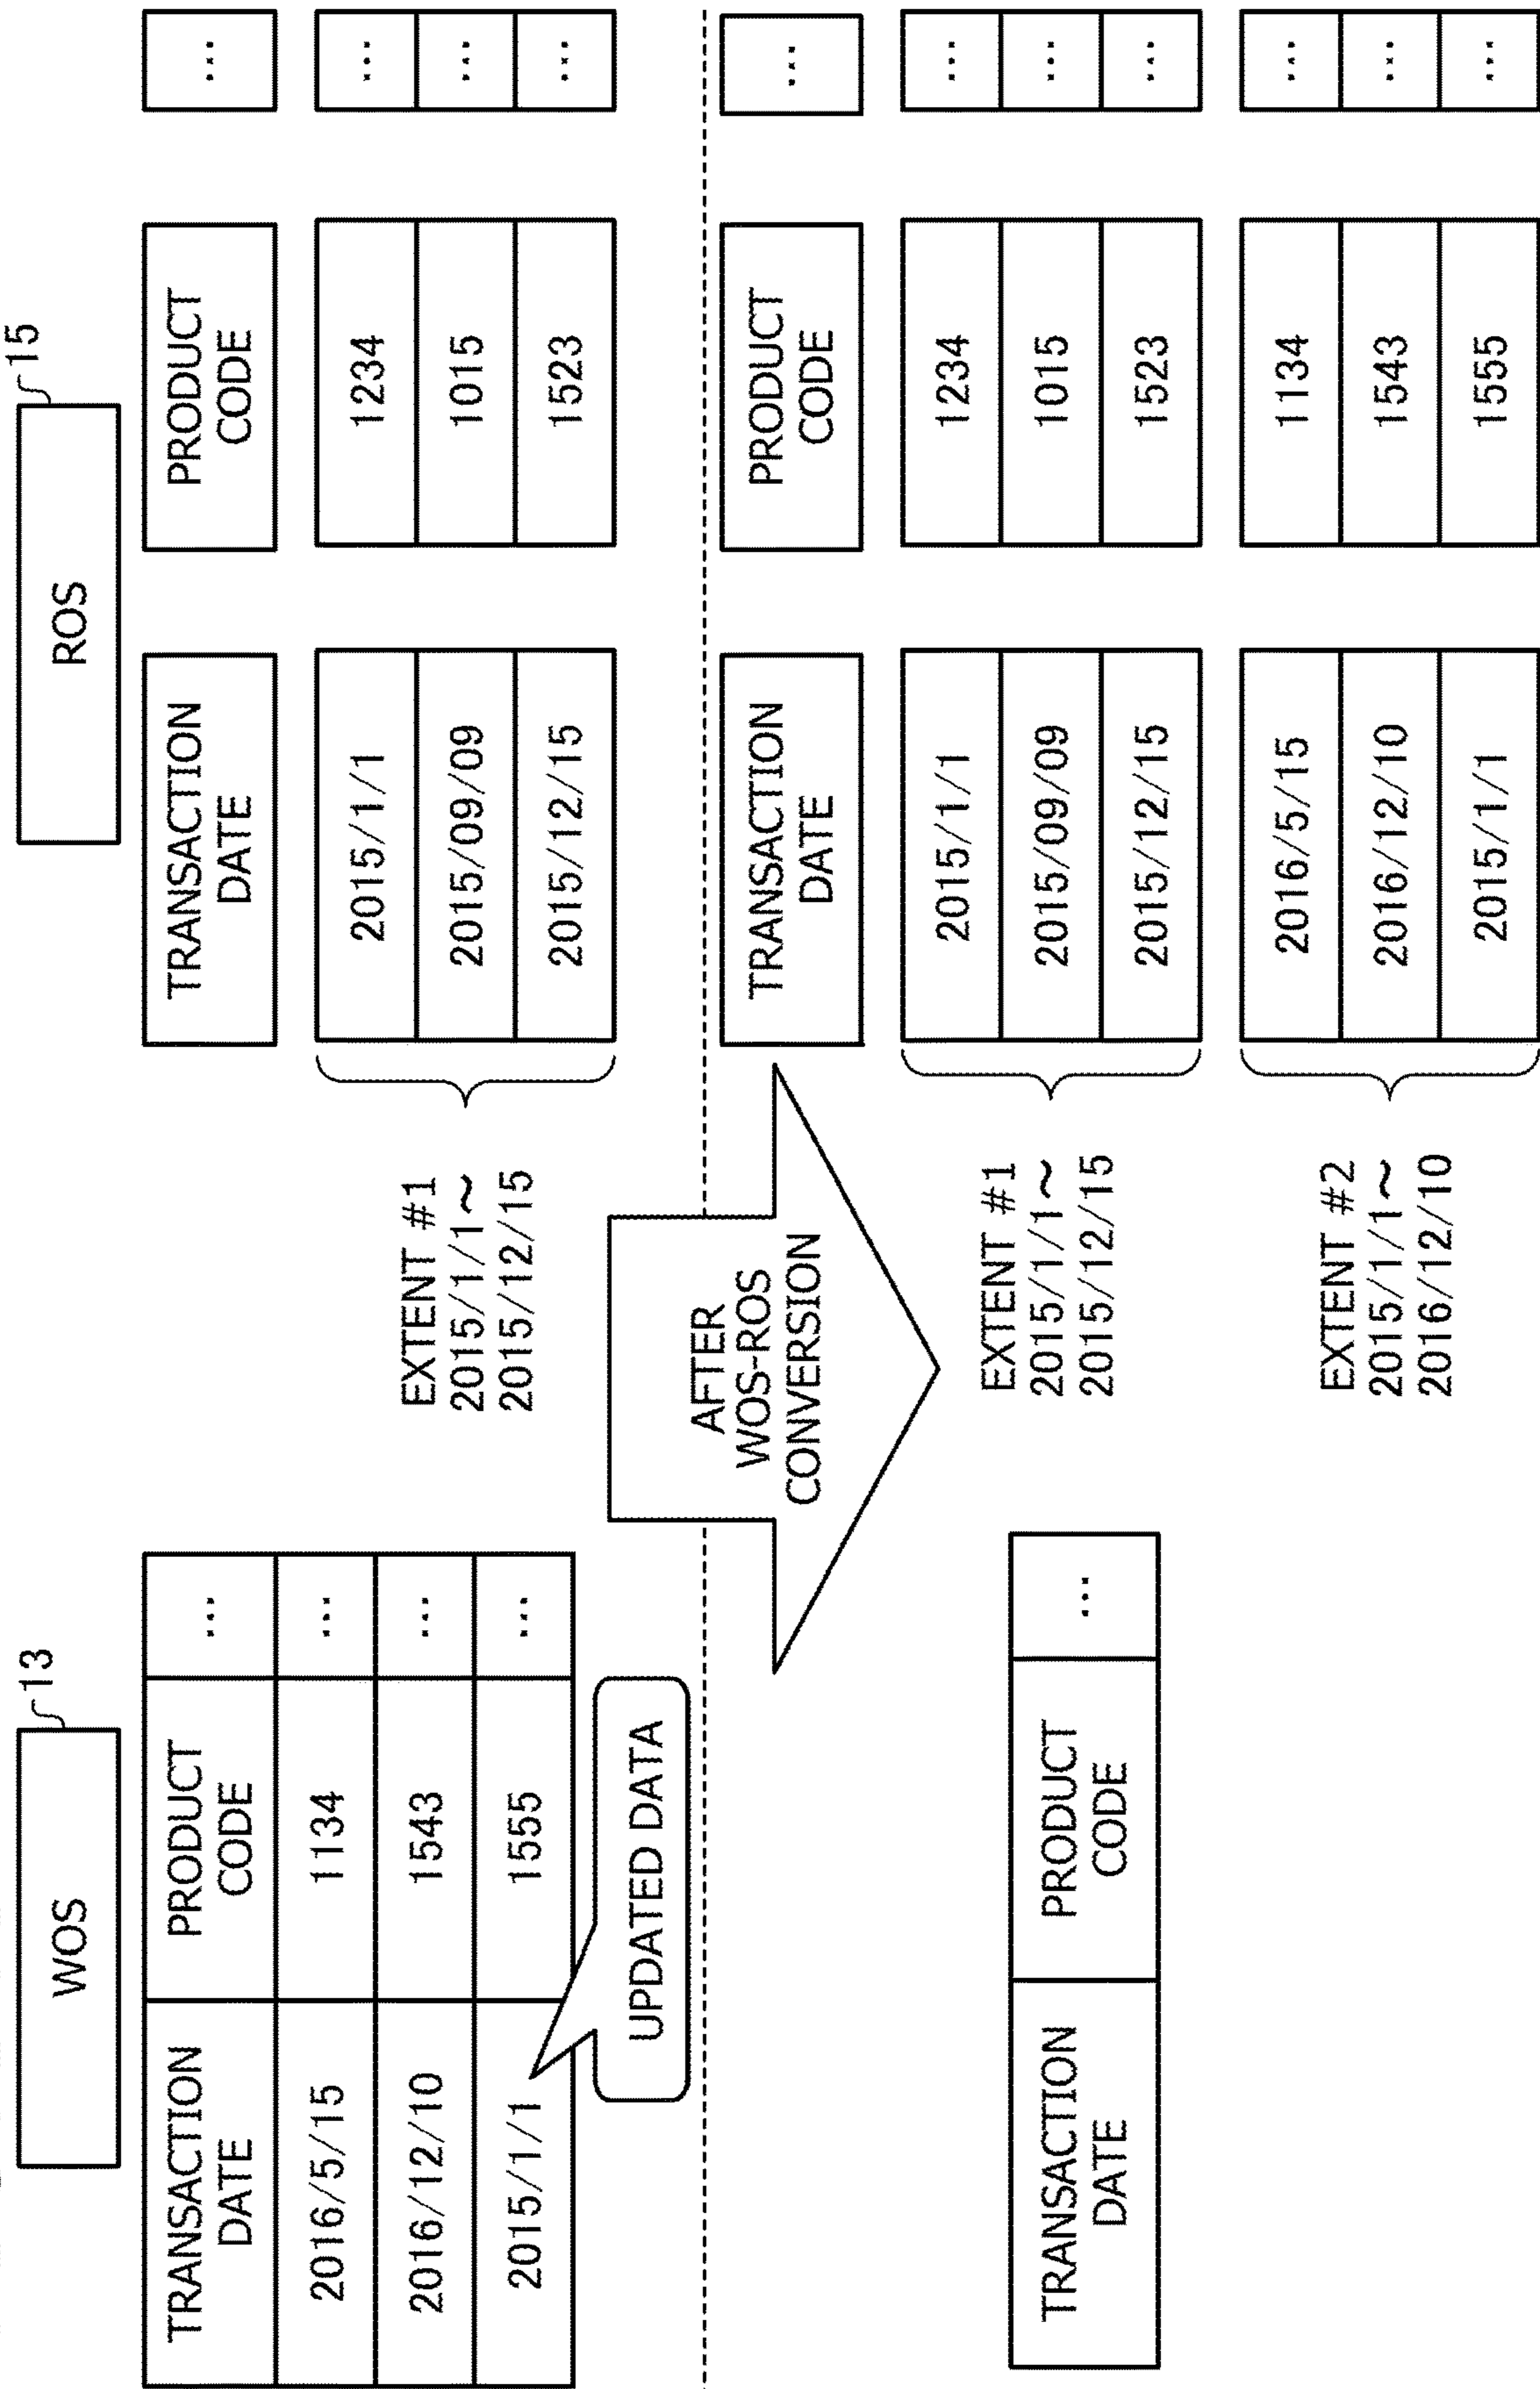 WOS
13
TRANSACTION
DATE
PRODUCT
CODE
...
2016/5/15
1134
...
2016/12/10
1543
...
2015/1/1
1555
...
UPDATED DATA
ROS
15
TRANSACTION
DATE
PRODUCT
CODE
...
EXTENT #1
2015/1/1~
2015/12/15
2015/1/1
1234
...
2015/09/09
1015
...
2015/12/15
1523
...
AFTER
WOS-ROS
CONVERSION
TRANSACTION
DATE
PRODUCT
CODE
...
TRANSACTION
DATE
PRODUCT
CODE
...
EXTENT #1
2015/1/1~
2015/12/15
2015/1/1
1234
...
2015/09/09
1015
...
2015/12/15
1523
...
EXTENT #2
2015/1/1~
2016/12/10
2016/5/15
1134
...
2016/12/10
1543
...
2015/1/1
1555
...